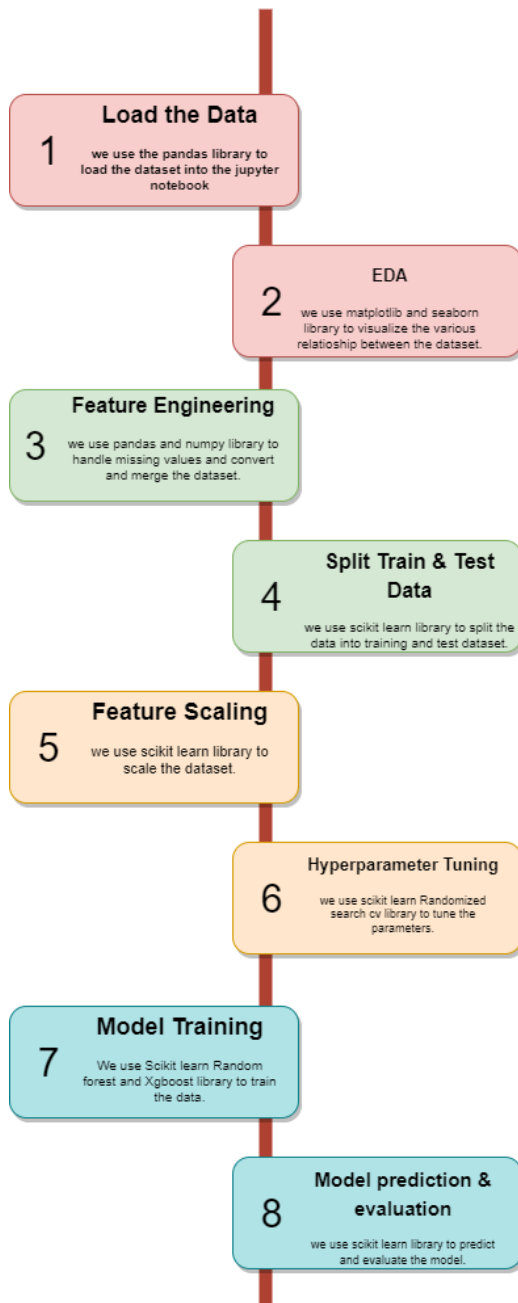 Load the Data
1
we use the pandas library to
load the dataset into the jupyter
notebook
EDA
2
we use matplotlib and seaborn
library to visualize the various
relatioship between the dataset.
Feature Engineering
3
we use pandas and numpy library to
handle missing values and convert
and merge the dataset.
Split Train & Test
Data
4
we use scikit learn library to split the
data into training and test dataset.
Feature Scaling
5
we use scikit learn library to
scale the dataset.
Hyperparameter Tuning
6
we use scikit learn Randomized
search cv library to tune the
parameters.
Model Training
7
We use Scikit learn Random
forest and Xgboost library to train
the data.
Model prediction &
evaluation
8
we use scikit learn library to predict
and evaluate the model.